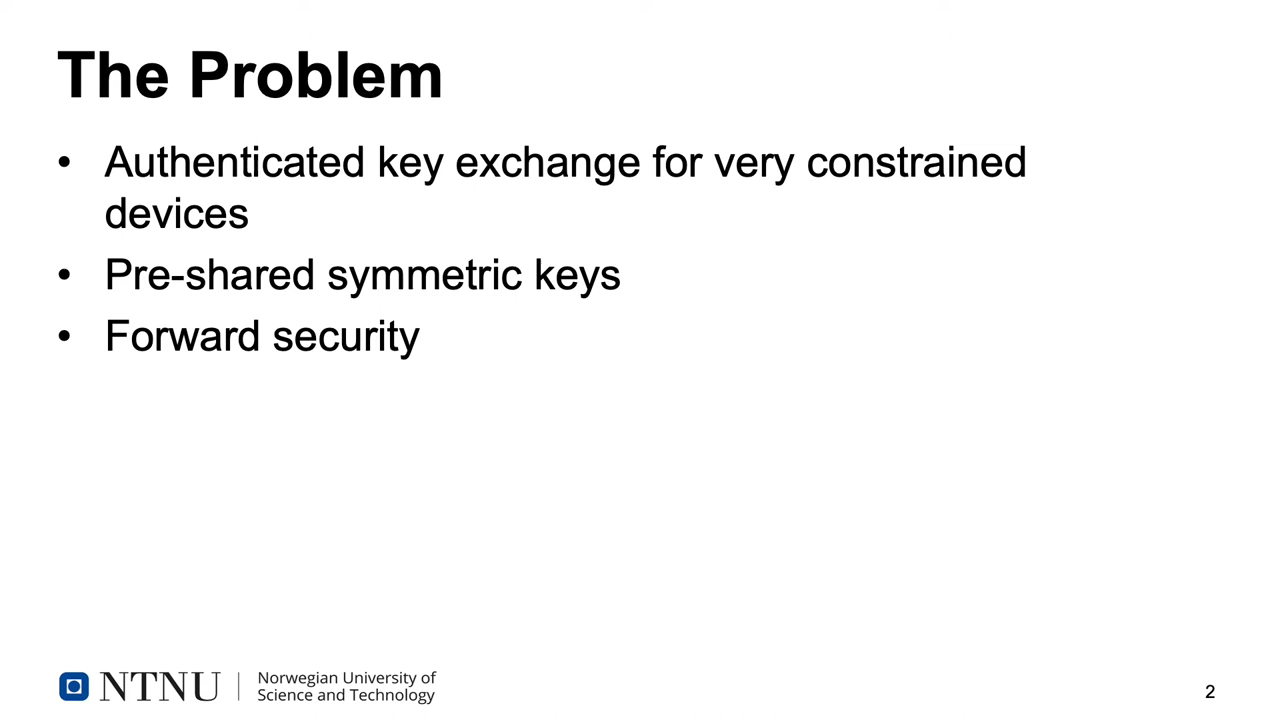 The Problem
• Authenticated key exchange for very constrained
devices
• Pre-shared symmetric keys
• Forward security
NTNU
Norwegian University of
Science and Technology
2